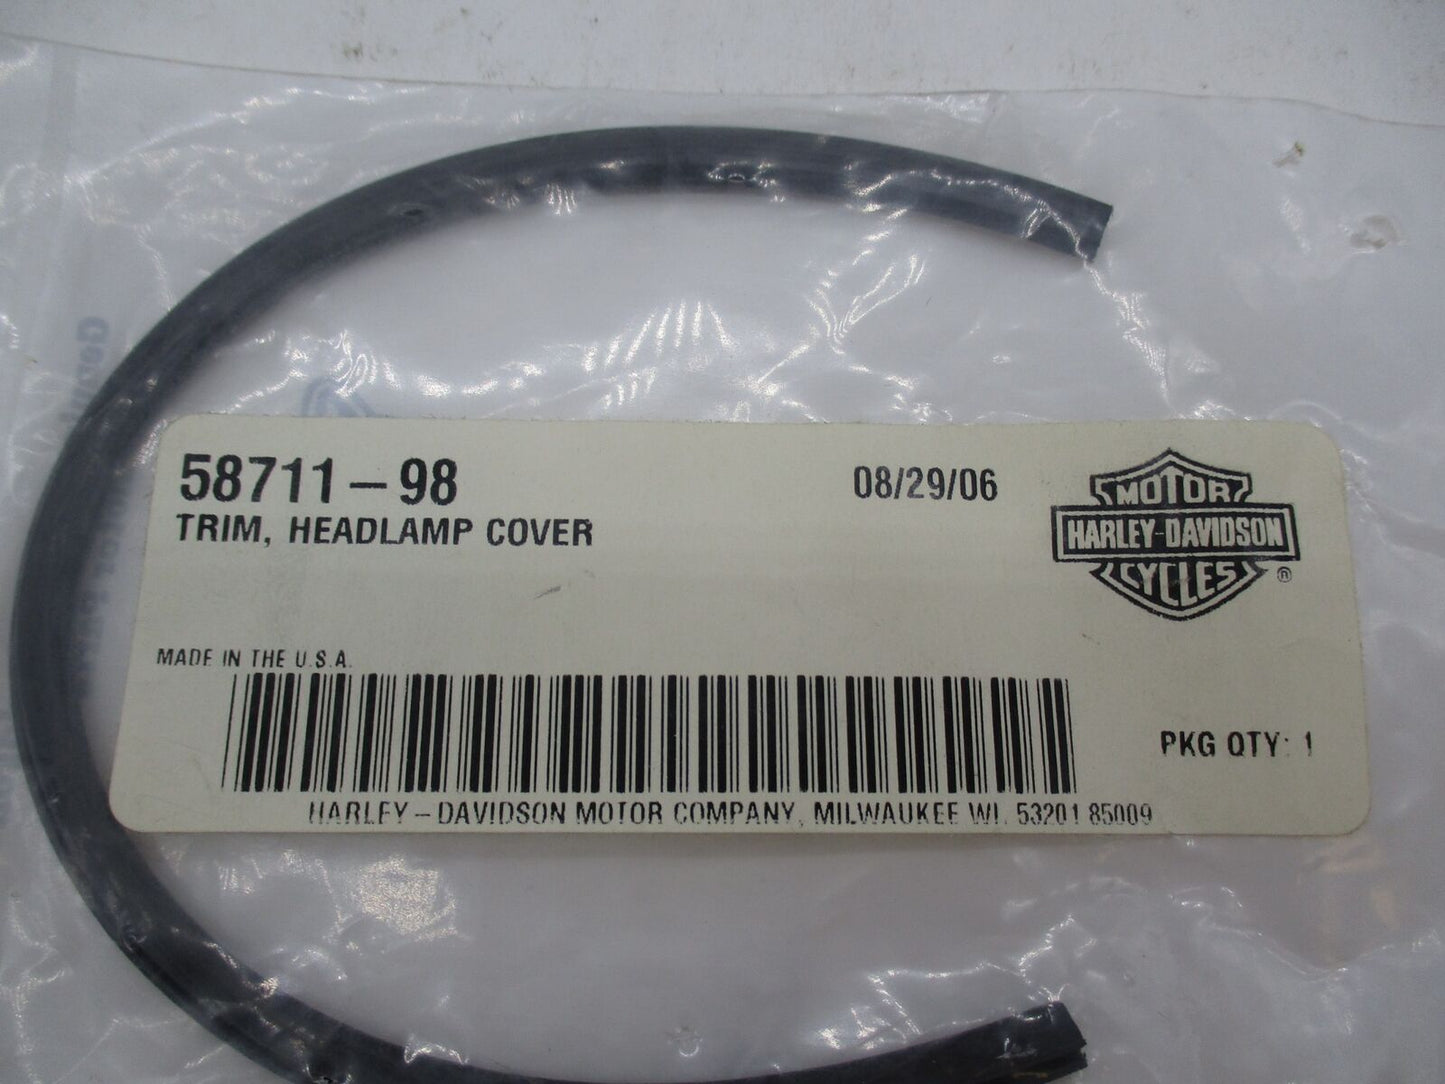 58711-98
08/29/06
TRIM, HEADLAMP COVER
MOTOR
HARLEY-DAVIDSON
CYCLES ®
MADE IN THE U.S.A.
PKG QTY: 1
HARLEY-DAVIDSON MOTOR COMPANY, MILWAUKEE WI. 53201 85009